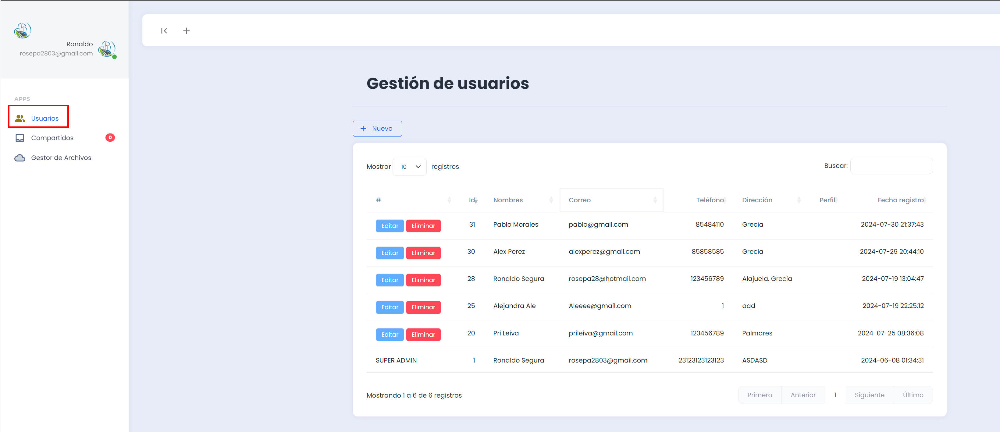 Ronaldo
rosepa2803@gmail.com
APPS
Usuarios
Compartidos 0
Gestor de Archivos
Gestión de usuarios
+ Nuevo
Mostrar 10 registros Buscar:
# Id Nombres Correo Teléfono Dirección Perfil Fecha registro
Editar Eliminar 31 Pablo Morales pablo@gmail.com 85484110 Grecia 2024-07-30 21:37:43
Editar Eliminar 30 Alex Perez alexperez@gmail.com 85858585 Grecia 2024-07-29 20:44:10
Editar Eliminar 28 Ronaldo Segura rosepa28@hotmail.com 123456789 Alajuela. Grecia 2024-07-19 13:04:47
Editar Eliminar 25 Alejandra Ale Aleeee@gmail.com 1 aad 2024-07-19 22:25:12
Editar Eliminar 20 Pri Leiva prileiva@gmail.com 123456789 Palmares 2024-07-25 08:36:08
SUPER ADMIN 1 Ronaldo Segura rosepa2803@gmail.com 23123123123123 ASDASD 2024-06-08 01:34:31
Mostrando 1 a 6 de 6 registros
Primero Anterior 1 Siguiente Último